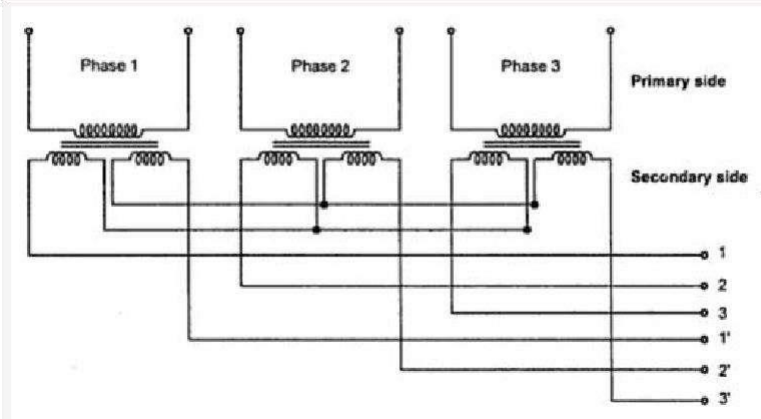 Phase 1
Phase 2
Phase 3
Primary side
Secondary side
1
2
3
1'
2'
3'